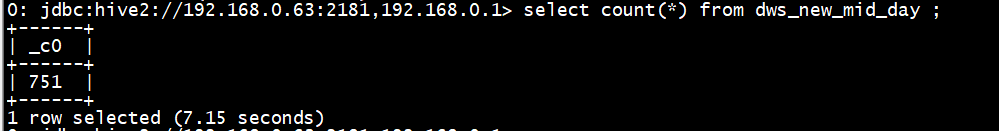 0: jdbc:hive2://192.168.0.63:2181,192.168.0.1> select count(*) from dws_new_mid_day ;
+------+
| _c0  |
+------+
| 751  |
+------+
1 row selected (7.15 seconds)